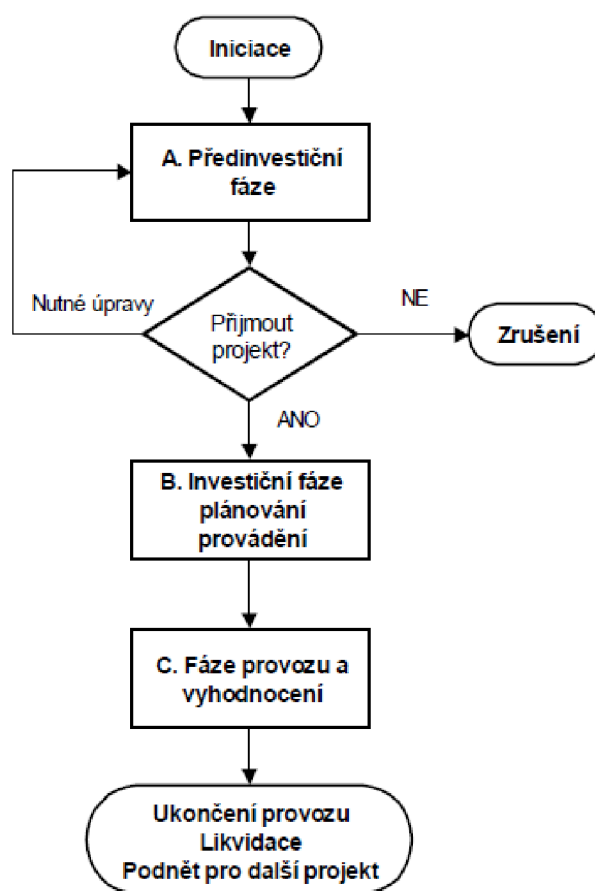 Iniciace
A. Předinvestiční
fáze
Nutné úpravy
Přijmout
projekt?
NE
Zrušení
ANO
B. Investiční fáze
plánování
provádění
C. Fáze provozu a
vyhodnocení
Ukončení provozu
Likvidace
Podnět pro další projekt